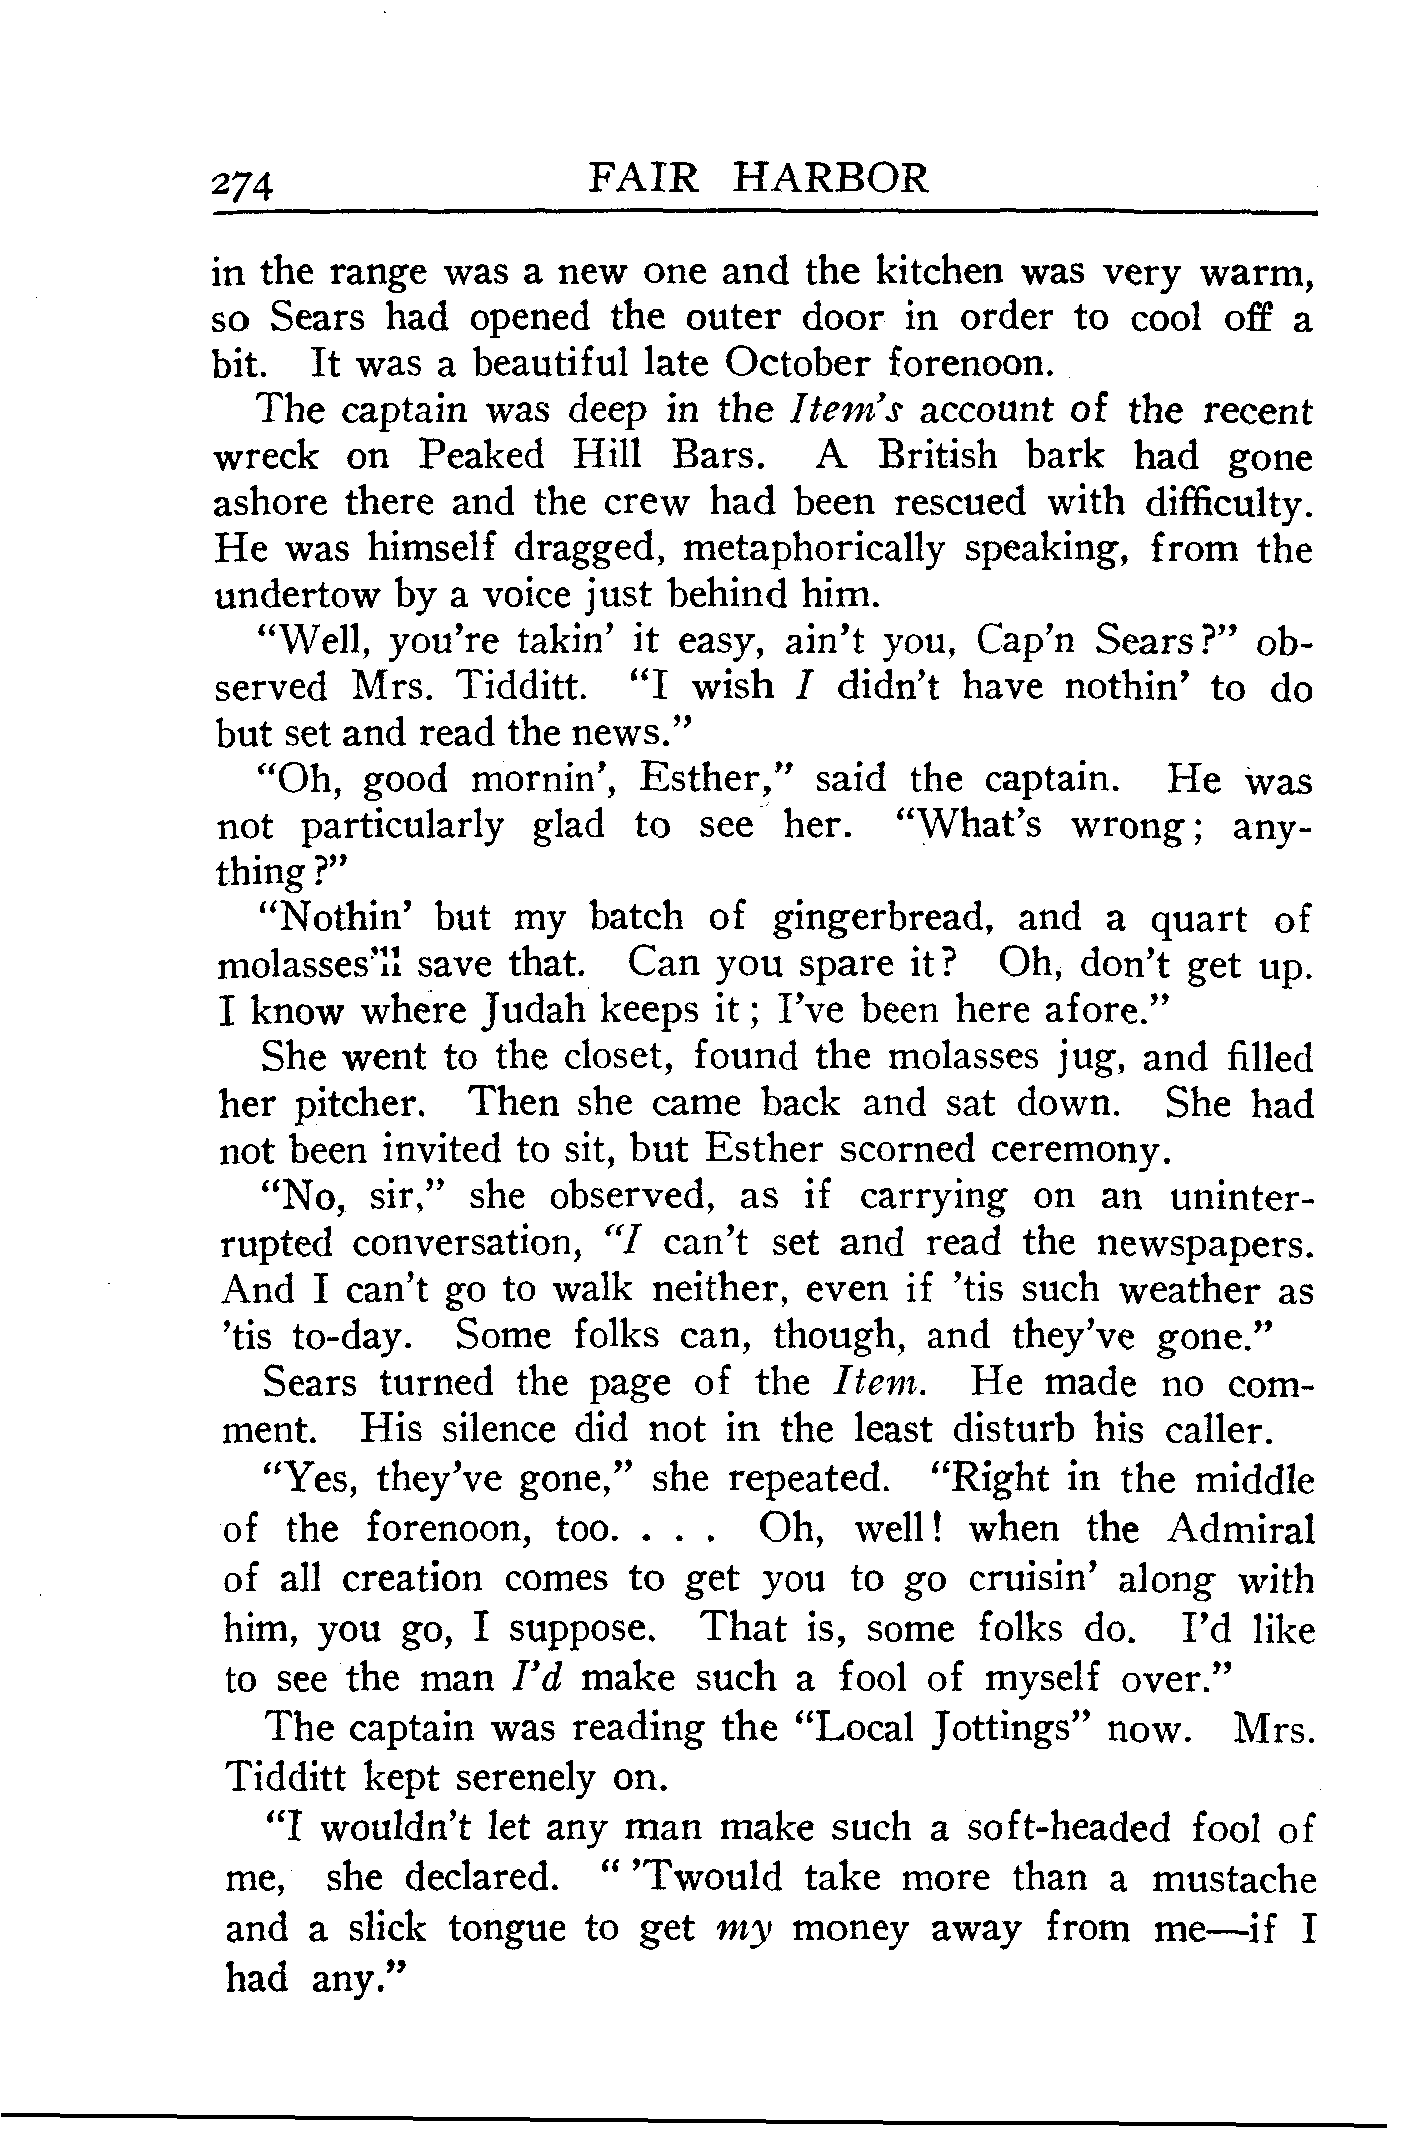 274 FAIR HARBOR
in the range was a new one and the kitchen was very warm,
so Sears had opened the outer door in order to cool off a
bit. It was a beautiful late October forenoon.
The captain was deep in the Item's account of the recent
wreck on Peaked Hill Bars. A British bark had gone
ashore there and the crew had been rescued with difficulty.
He was himself dragged, metaphorically speaking, from the
undertow by a voice just behind him.
"Well, you're takin' it easy, ain't you, Cap'n Sears?" ob-
served Mrs. Tidditt. "I wish I didn't have nothin' to do
but set and read the news."
"Oh, good mornin', Esther," said the captain. He was
not particularly glad to see her. "What's wrong; any-
thing?"
"Nothin' but my batch of gingerbread, and a quart of
molasses'll save that. Can you spare it? Oh, don't get up.
I know where Judah keeps it; I've been here afore."
She went to the closet, found the molasses jug, and filled
her pitcher. Then she came back and sat down. She had
not been invited to sit, but Esther scorned ceremony.
"No, sir," she observed, as if carrying on an uninter-
rupted conversation, "I can't set and read the newspapers.
And I can't go to walk neither, even if 'tis such weather as
'tis to-day. Some folks can, though, and they've gone."
Sears turned the page of the Item. He made no com-
ment. His silence did not in the least disturb his caller.
"Yes, they've gone," she repeated. "Right in the middle
of the forenoon, too. . . . Oh, well! when the Admiral
of all creation comes to get you to go cruisin' along with
him, you go, I suppose. That is, some folks do. I'd like
to see the man I'd make such a fool of myself over."
The captain was reading the "Local Jottings" now. Mrs.
Tidditt kept serenely on.
"I wouldn't let any man make such a soft-headed fool of
me, she declared. " 'Twould take more than a mustache
and a slick tongue to get my money away from me—if I
had any."